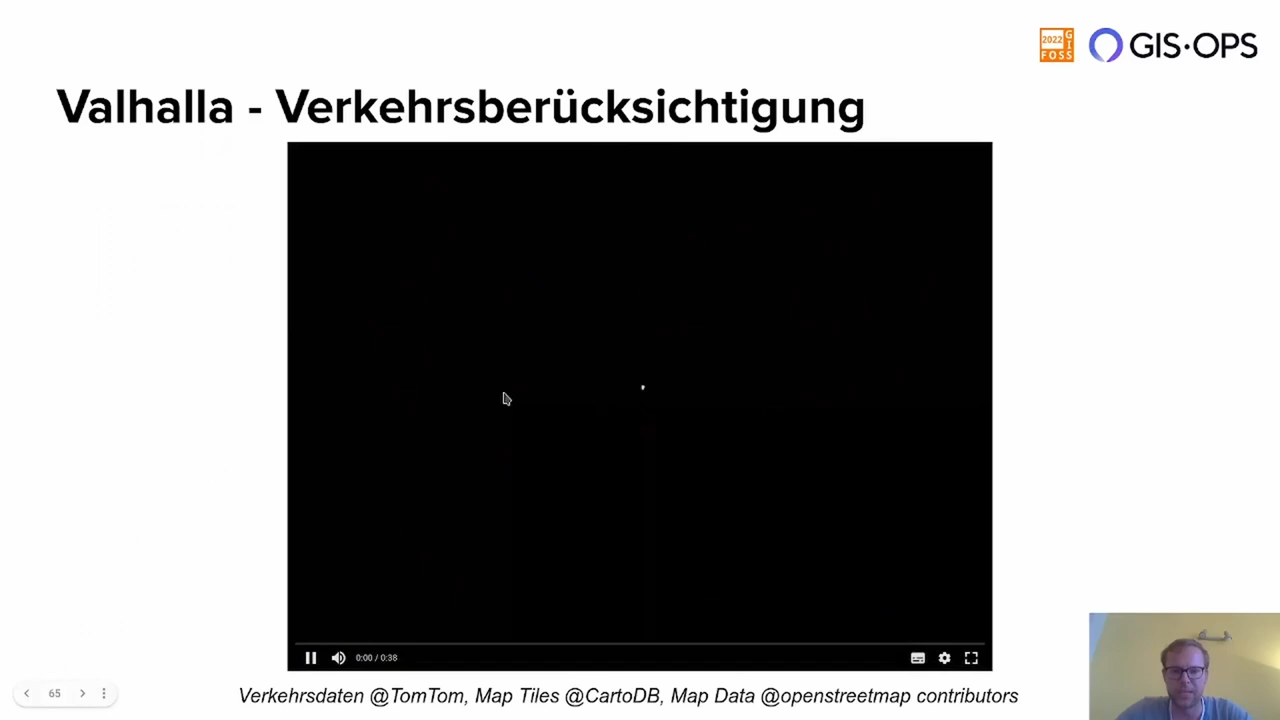 2022
GI
FOSS
GIS·OPS
Valhalla - Verkehrsberücksichtigung
0:00 / 0:38
65
Verkehrsdaten @TomTom, Map Tiles @CartoDB, Map Data @openstreetmap contributors